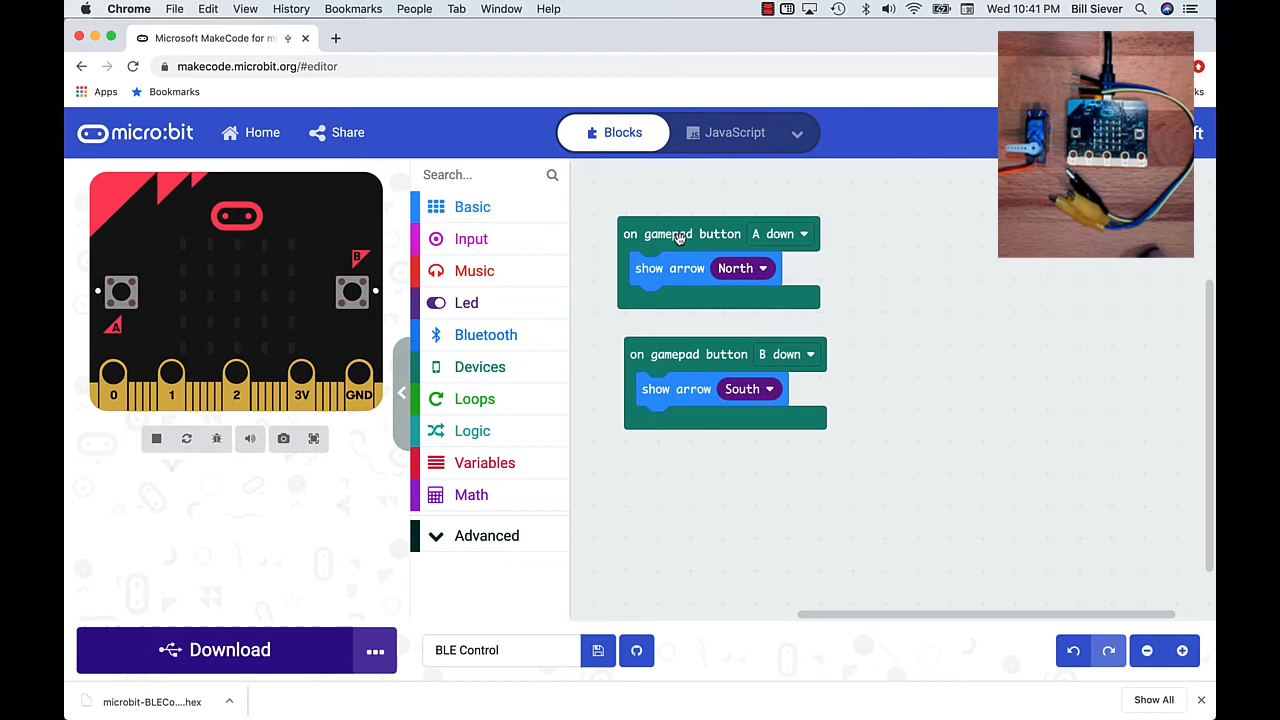 Chrome File Edit View History Bookmarks People Tab Window Help Wed 10:41 PM Bill Siever
Microsoft MakeCode for m
makecode.microbit.org/#editor
Apps Bookmarks ks
micro:bit Home Share Blocks JavaScript ft
Search...
Basic
Input
Music
Led
Bluetooth
Devices
Loops
Logic
Variables
Math
Advanced
A
B
0 1 2 3V GND
on gamepad button A down
show arrow North
on gamepad button B down
show arrow South
Download ... BLE Control
microbit-BLECo....hex Show All